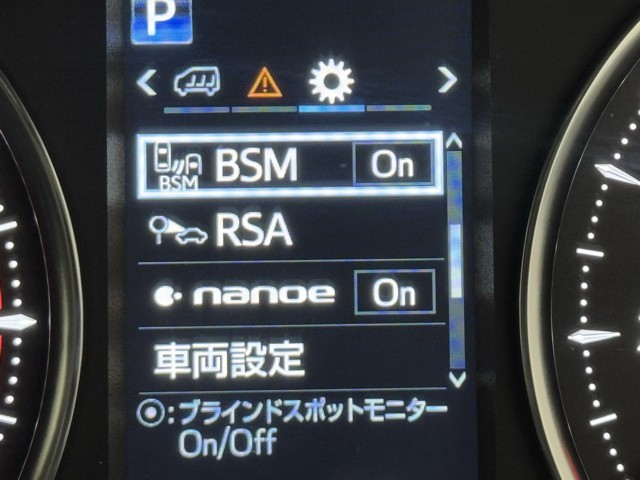 P
BSM
BSM On
RSA
nanoe On
車両設定
◉:ブラインドスポットモニター
On/Off